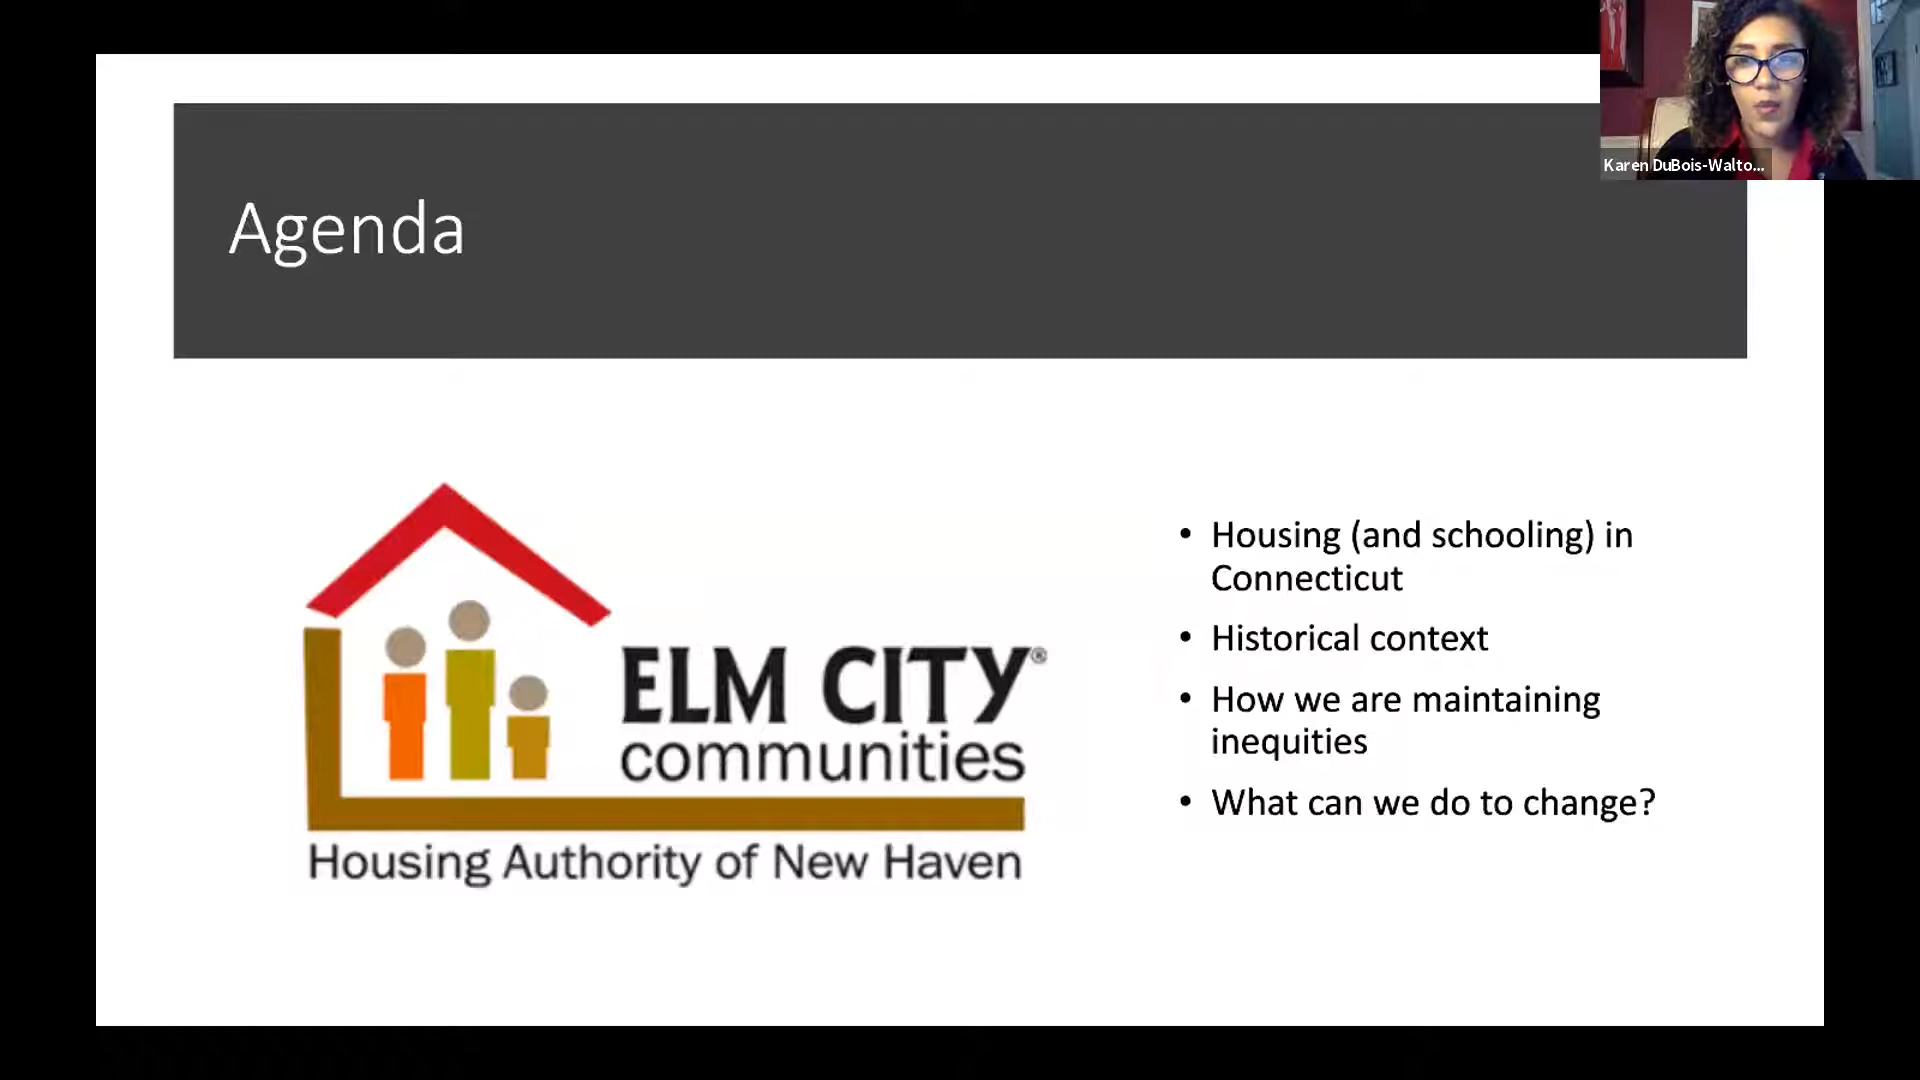 Karen DuBois-Walto...
Agenda
ELM CITY®
communities
Housing Authority of New Haven
• Housing (and schooling) in
Connecticut
• Historical context
• How we are maintaining
inequities
• What can we do to change?